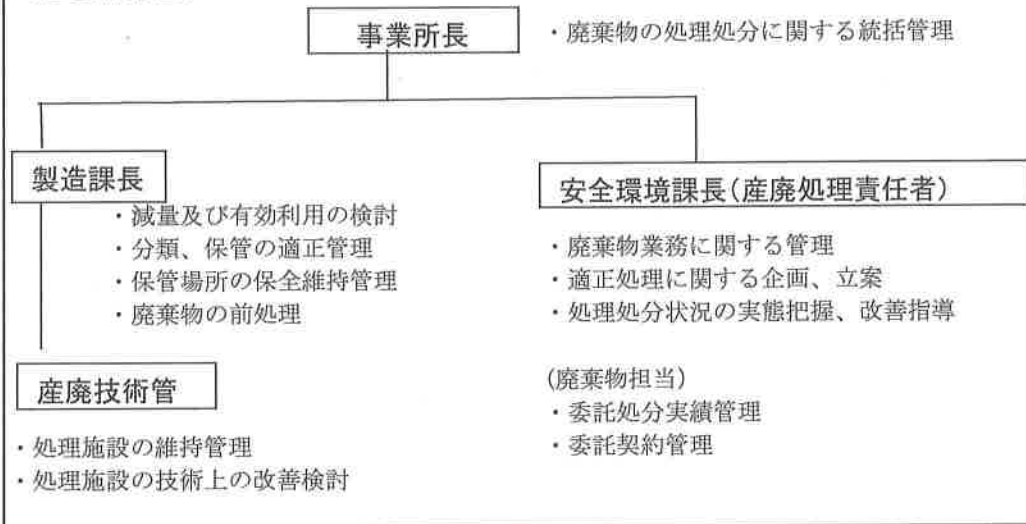 事業所長
・廃棄物の処理処分に関する統括管理
製造課長
・減量及び有効利用の検討
・分類、保管の適正管理
・保管場所の保全維持管理
・廃棄物の前処理
産廃技術管
・処理施設の維持管理
・処理施設の技術上の改善検討
安全環境課長(産廃処理責任者)
・廃棄物業務に関する管理
・適正処理に関する企画、立案
・処理処分状況の実態把握、改善指導
(廃棄物担当)
・委託処分実績管理
・委託契約管理